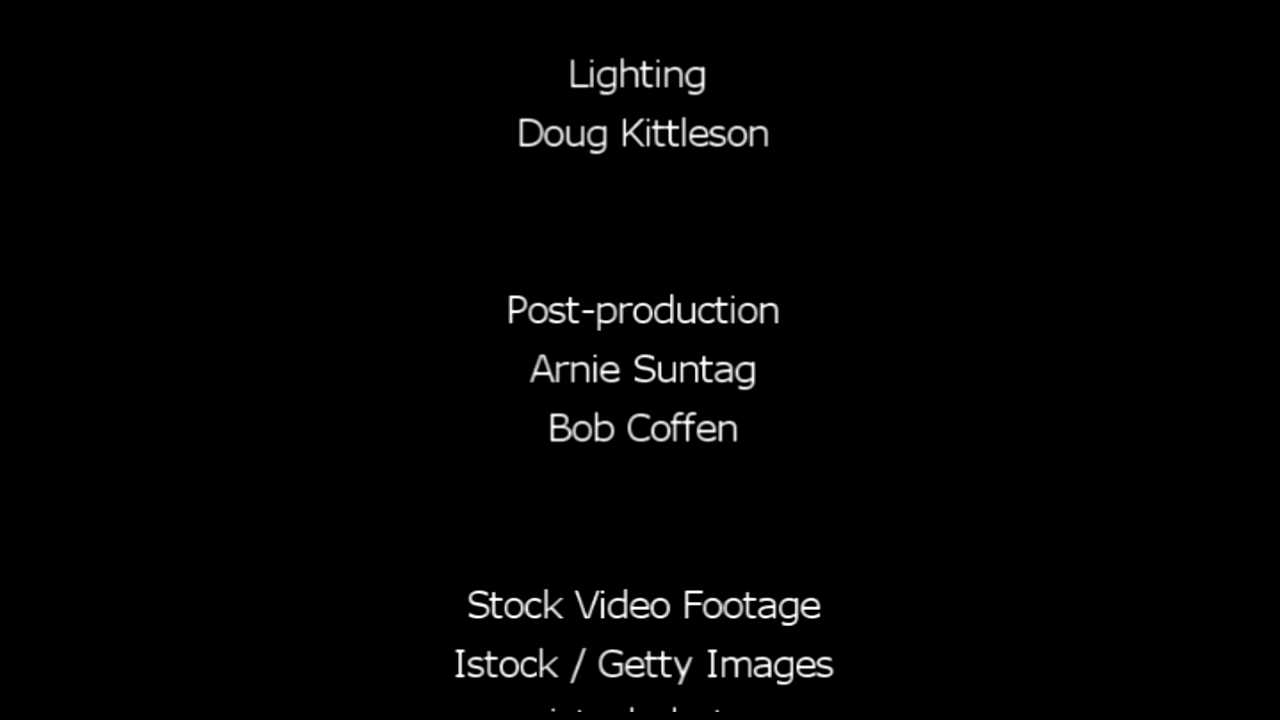 Lighting
Doug Kittleson
Post-production
Arnie Suntag
Bob Coffen
Stock Video Footage
Istock / Getty Images